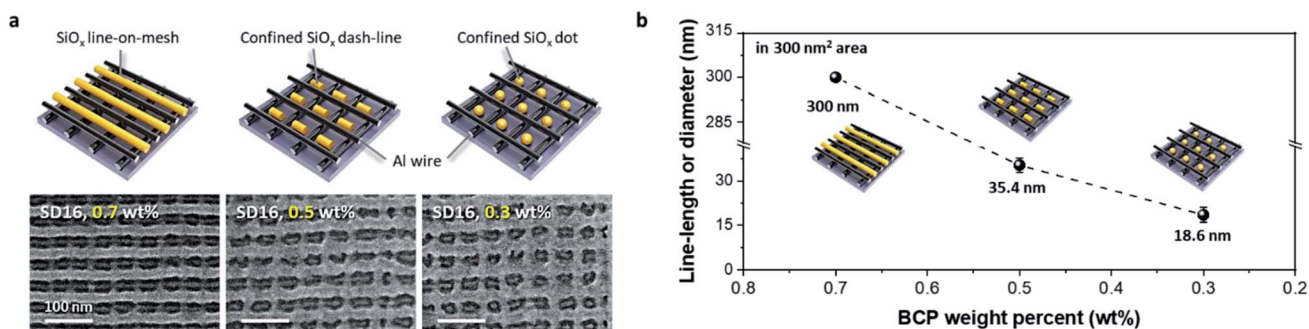 a
SiOₓ line-on-mesh
Confined SiOₓ dash-line
Confined SiOₓ dot
Al wire
SD16, 0.7 wt%
100 nm
SD16, 0.5 wt%
SD16, 0.3 wt%
b
Line-length or diameter (nm)
315
300
285
30
15
in 300 nm² area
300 nm
35.4 nm
18.6 nm
0.8
0.7
0.6
0.5
0.4
0.3
0.2
BCP weight percent (wt%)